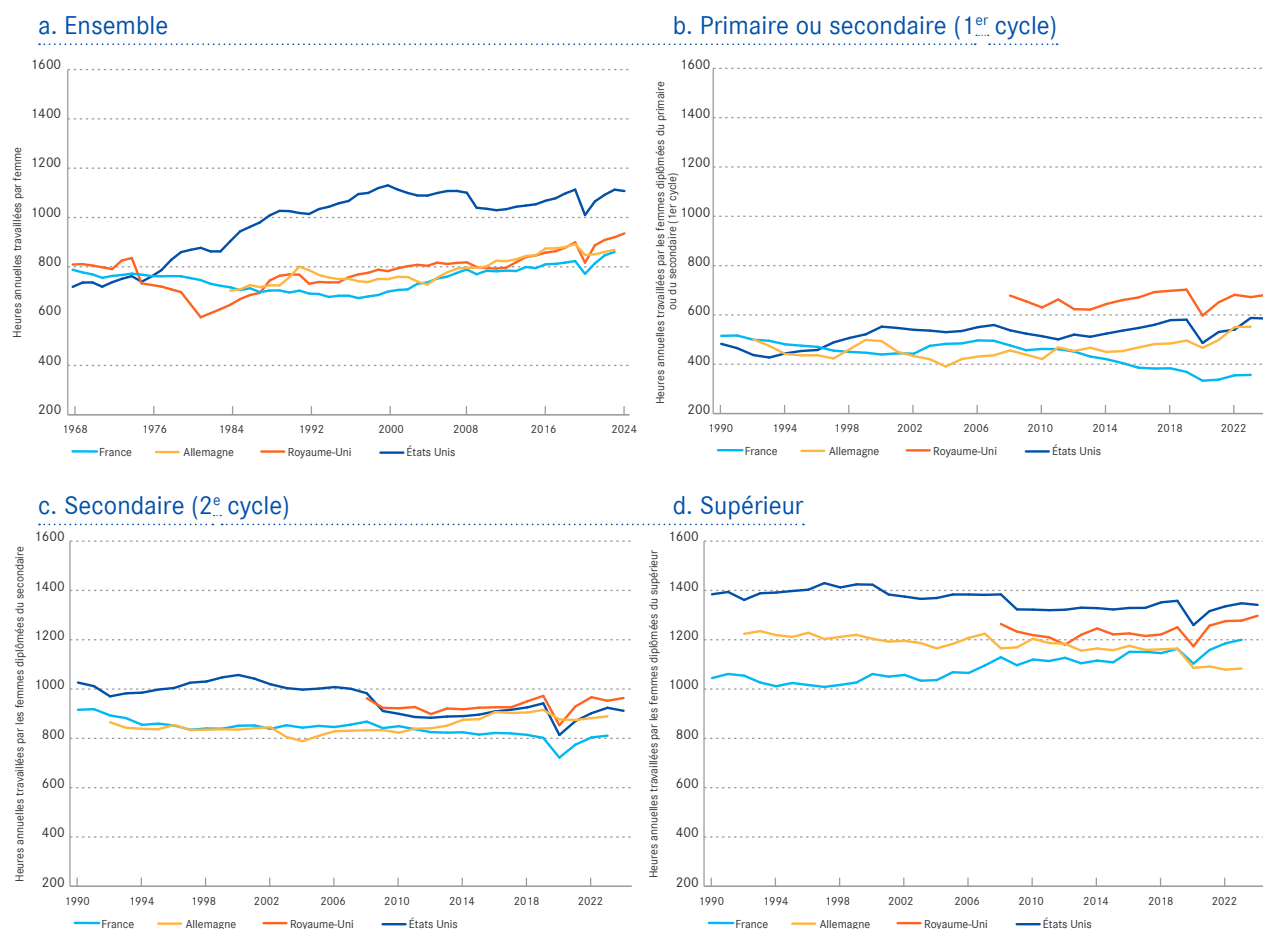 a. Ensemble
Heures annuelles travaillées par femme
1600
1400
1200
1000
800
600
400
200
1968 1976 1984 1992 2000 2008 2016 2024
France Allemagne Royaume-Uni États Unis
b. Primaire ou secondaire (1er cycle)
Heures annuelles travaillées par les femmes diplômées du primaire
ou du secondaire (1er cycle)
1600
1400
1200
1000
800
600
400
200
1990 1994 1998 2002 2006 2010 2014 2018 2022
France Allemagne Royaume-Uni États Unis
c. Secondaire (2e cycle)
Heures annuelles travaillées par les femmes diplômées du secondaire
1600
1400
1200
1000
800
600
400
200
1990 1994 1998 2002 2006 2010 2014 2018 2022
France Allemagne Royaume-Uni États Unis
d. Supérieur
Heures annuelles travaillées par les femmes diplômées du supérieur
1600
1400
1200
1000
800
600
400
200
1990 1994 1998 2002 2006 2010 2014 2018 2022
France Allemagne Royaume-Uni États Unis